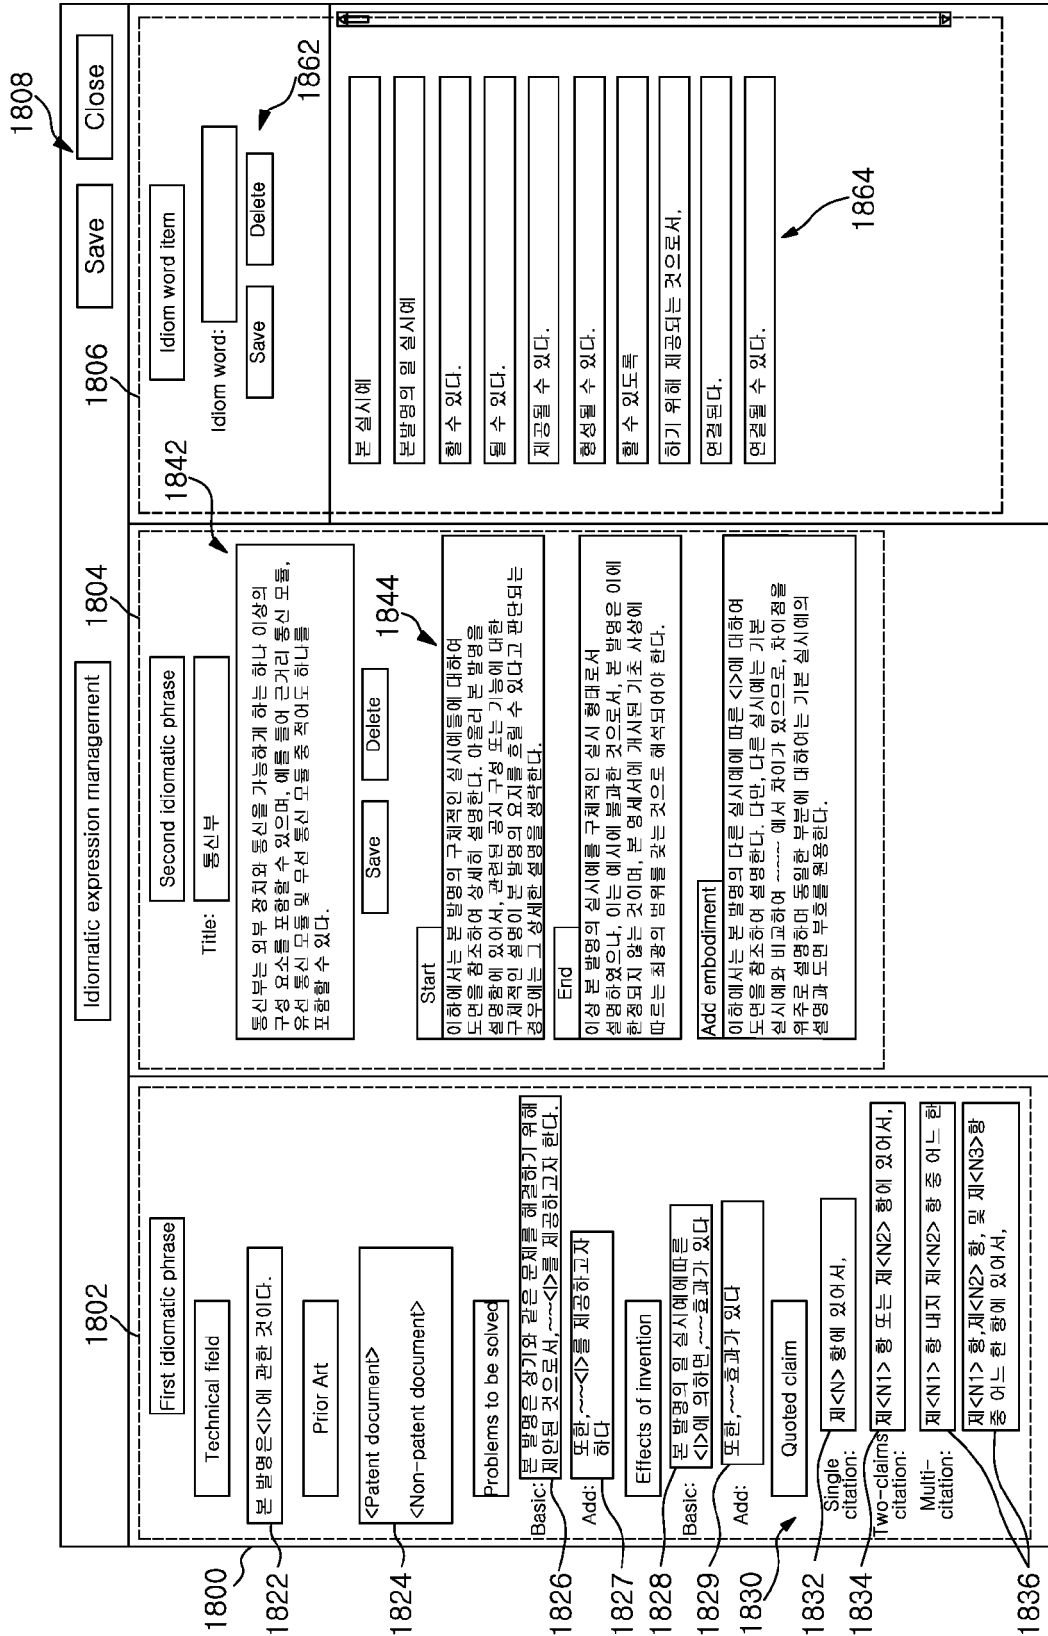 1800
1802
1804
1806
1808
Idiomatic expression management
Save
Close
First idiomatic phrase
Technical field
1822
본 발명은<I>에 관한 것이다.
Prior Art
1824
<Patent document>
<Non-patent document>
Problems to be solved
1826
Basic:
본 발명은 상기와 같은 문제를 해결하기 위해
제안된 것으로서,~~<I>를 제공하고자 한다.
1827
Add:
또한,~~<I>를 제공하고자
하다
Effects of invention
1828
Basic:
본 발명의 일 실시예에따른
<I>에 의하면,~~효과가 있다
1829
Add:
또한,~~효과가 있다
1830
Quoted claim
1832
Single
citation:
제<N> 항에 있어서,
1834
Two-claims
citation:
제<N1> 항 또는 제<N2> 항에 있어서,
1836
Multi-
citation:
제<N1> 항 내지 제<N2> 항 중 어느 한
제<N1> 항,제<N2> 항, 및 제<N3>항
중 어느 한 항에 있어서,
Second idiomatic phrase
Title:
통신부
1842
통신부는 외부 장치와 통신을 가능하게 하는 하나 이상의
구성 요소를 포함할 수 있으며, 예를 들어 근거리 통신 모듈,
유선 통신 모듈 및 무선 통신 모듈 중 적어도 하나를
포함할 수 있다.
Save
Delete
1844
Start
이하에서는 본 발명의 구체적인 실시예들에 대하여
도면을 참조하여 상세히 설명한다. 아울러 본 발명을
설명함에 있어서, 관련된 공지 구성 또는 기능에 대한
구체적인 설명이 본 발명의 요지를 흐릴 수 있다고 판단되는
경우에는 그 상세한 설명을 생략한다.
End
이상 본 발명의 실시예를 구체적인 실시 형태로서
설명하였으나, 이는 예시에 불과한 것으로서, 본 발명은 이에
한정되지 않는 것이며, 본 명세서에 개시된 기초 사상에
따르는 최광의 범위를 갖는 것으로 해석되어야 한다.
Add embodiment
이하에서는 본 발명의 다른 실시예에 따른 <I>에 대하여
도면을 참조하여 설명한다. 다만, 다른 실시예는 기본
실시예와 비교하여 ~~~~ 에서 차이가 있으므로, 차이점을
위주로 설명하며 동일한 부분에 대하여는 기본 실시예의
설명과 도면 부호를 원용한다.
Idiom word item
Idiom word:
Save
Delete
1862
본 실시예
본발명의 일 실시예
할 수 있다.
될 수 있다.
제공될 수 있다.
형성될 수 있다.
할 수 있도록
하기 위해 제공되는 것으로서,
연결된다.
연결될 수 있다.
1864